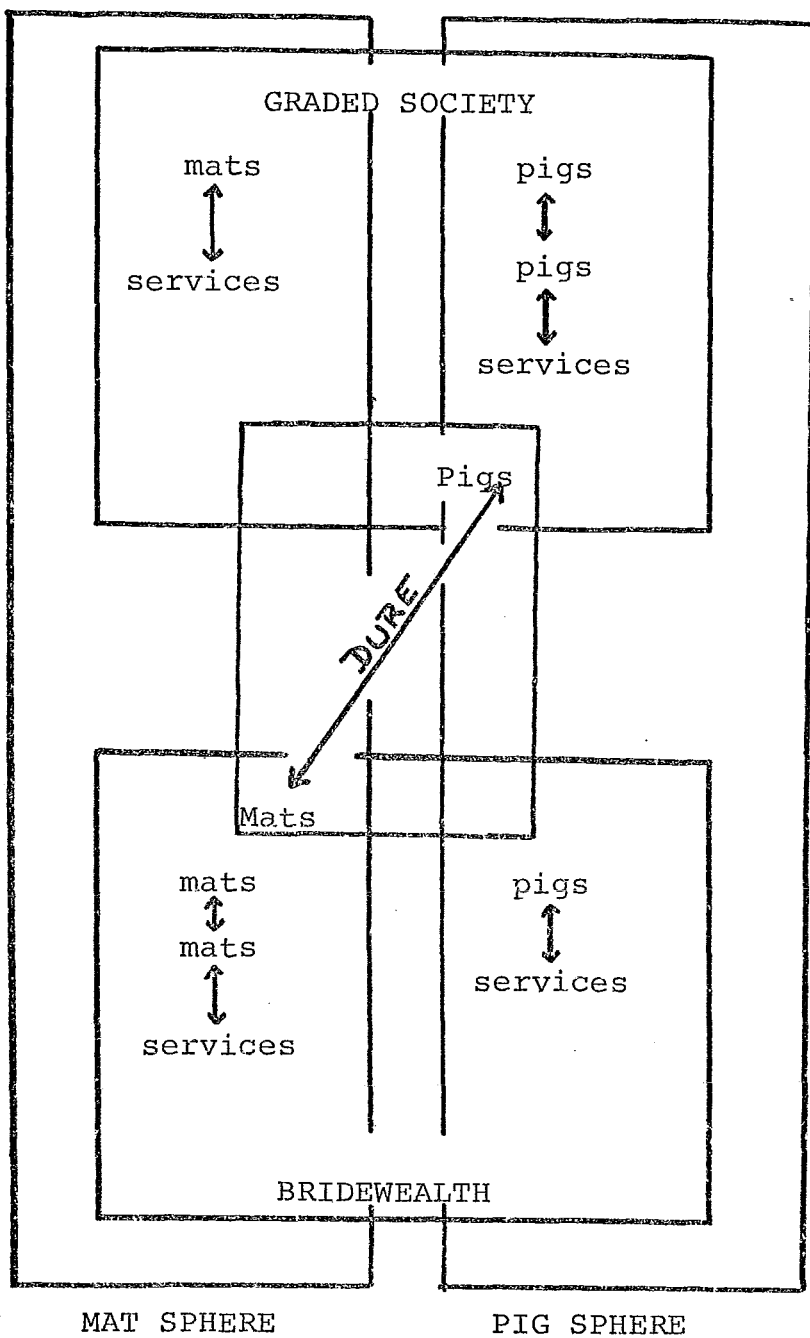 GRADED SOCIETY
mats pigs
services pigs
services
Pigs
DURE
Mats
mats pigs
mats
services
services
BRIDEWEALTH
MAT SPHERE PIG SPHERE